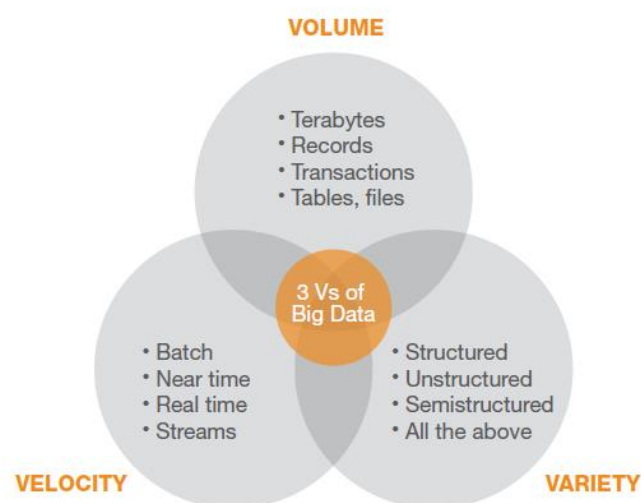 VOLUME
• Terabytes
• Records
• Transactions
• Tables, files
3 Vs of
Big Data
• Batch
• Near time
• Real time
• Streams
• Structured
• Unstructured
• Semistructured
• All the above
VELOCITY
VARIETY